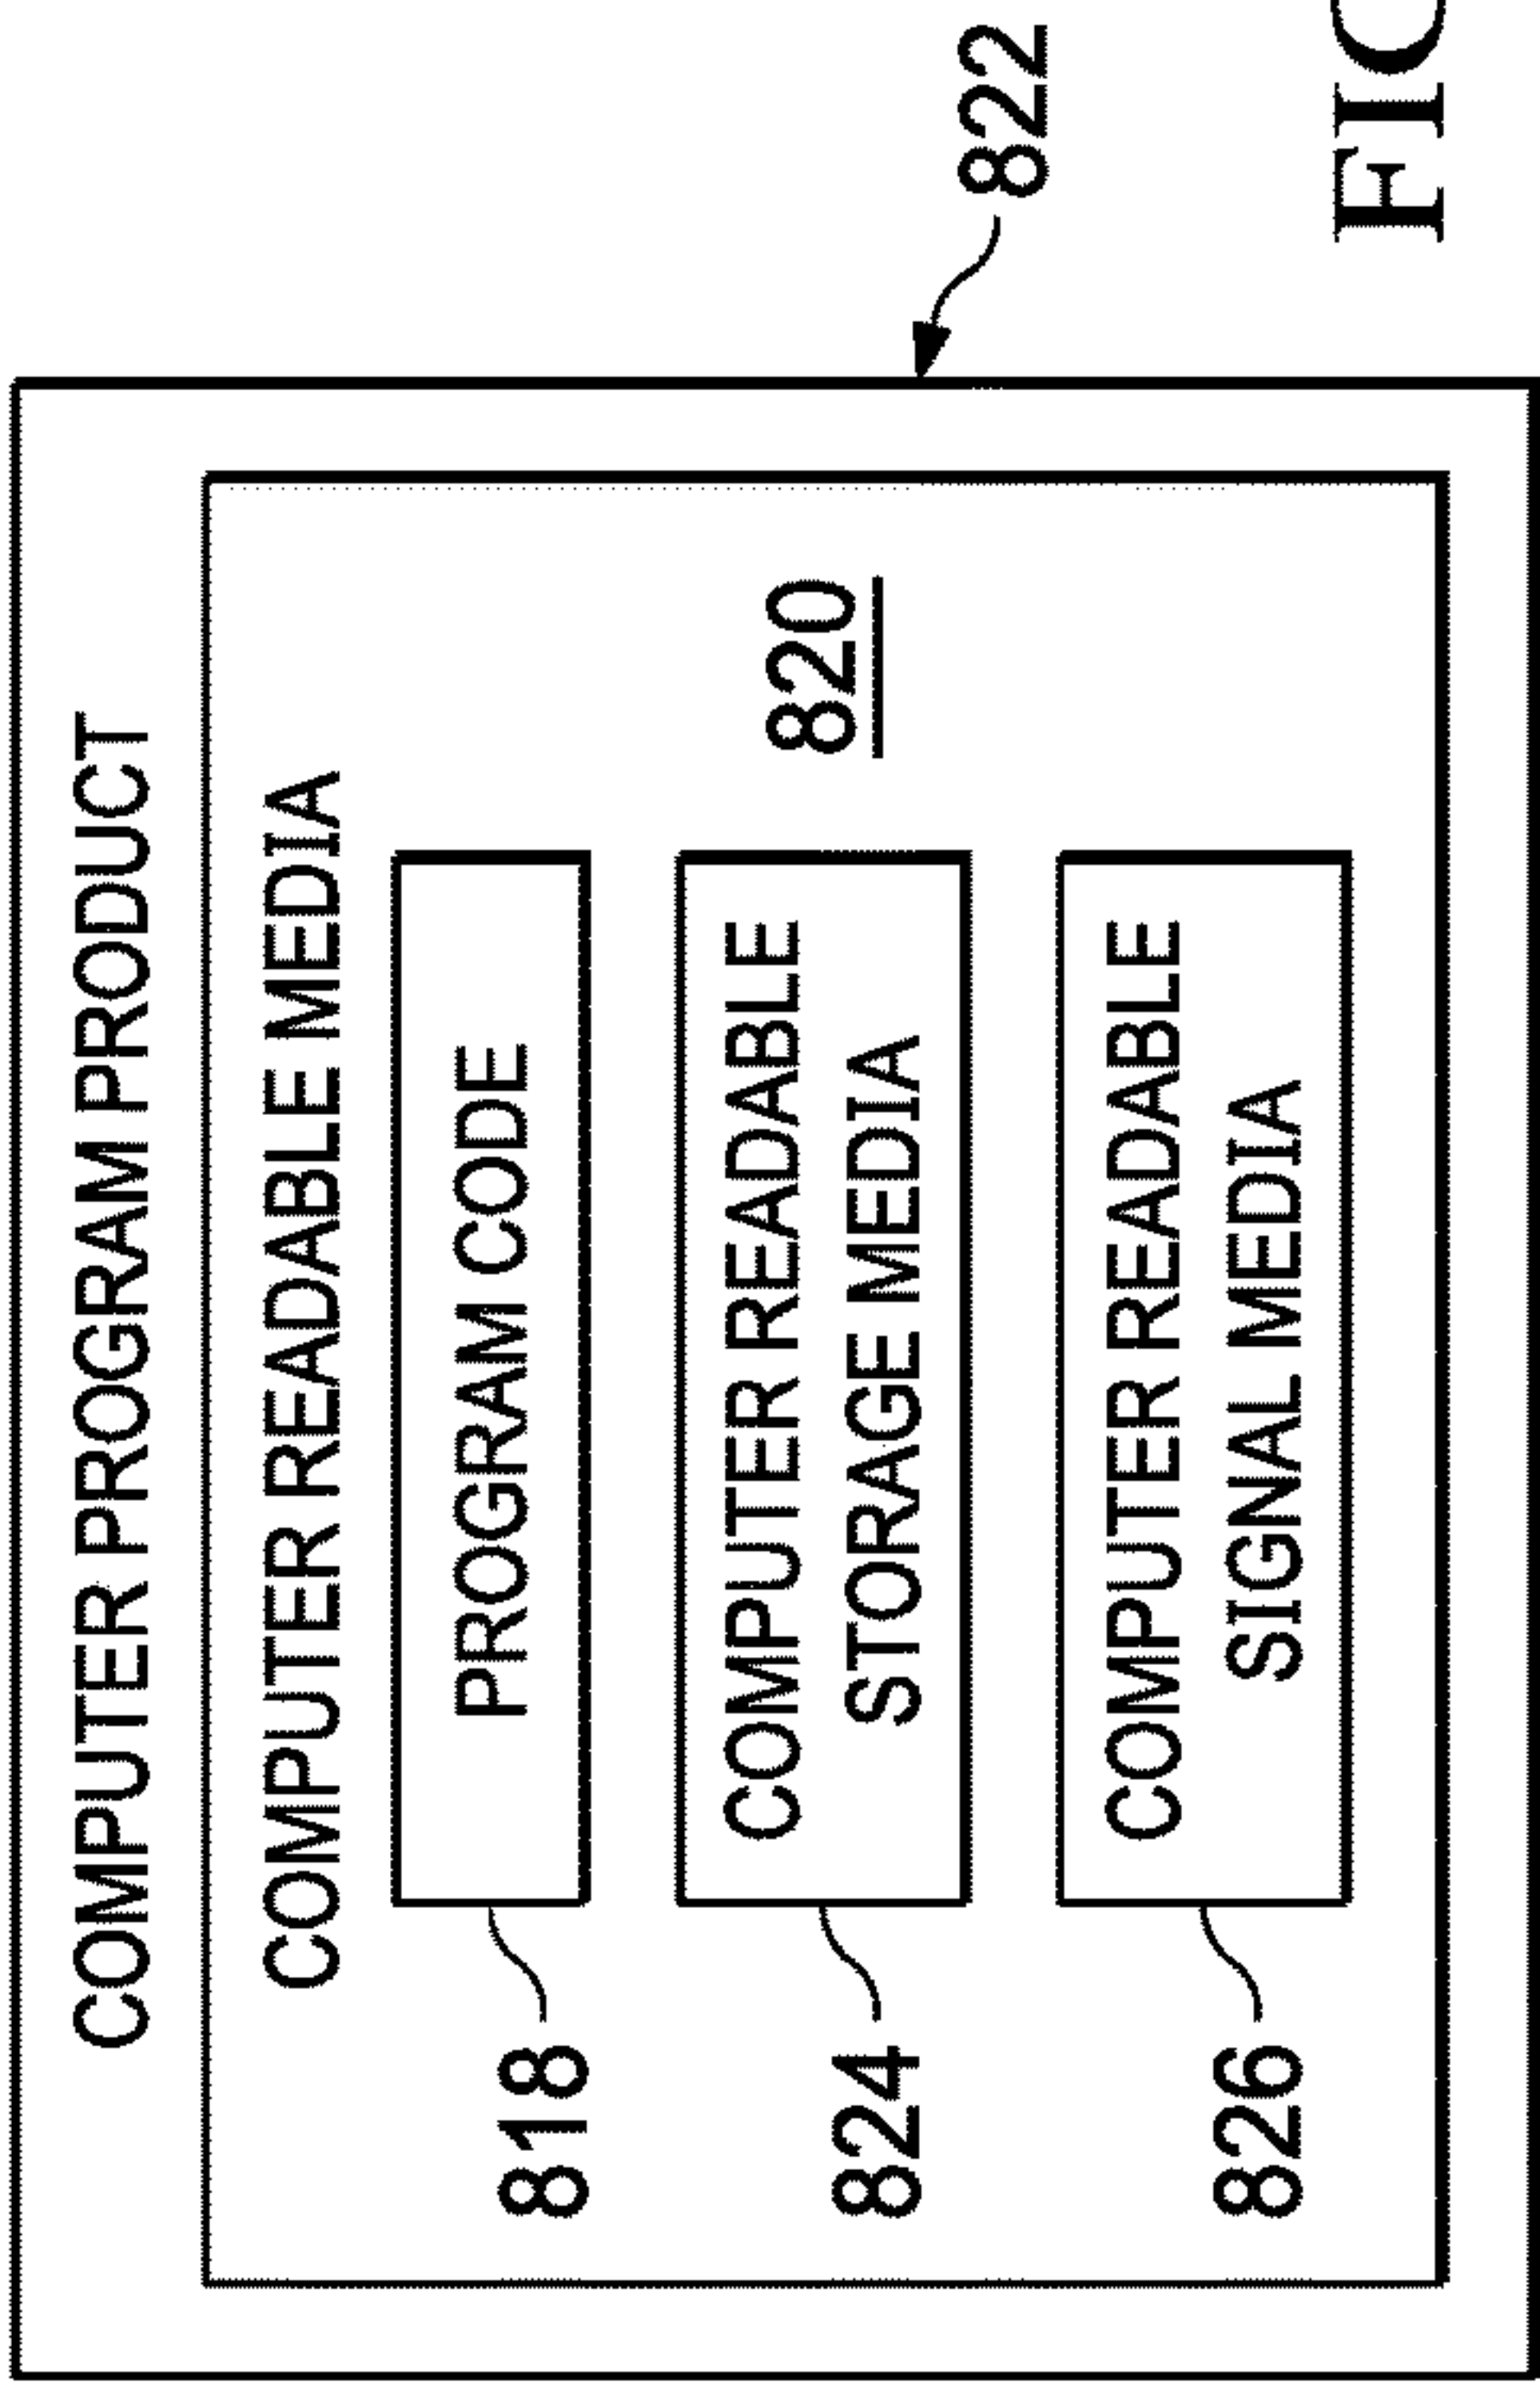 COMPUTER PROGRAM PRODUCT
COMPUTER READABLE MEDIA
PROGRAM CODE
818
820
COMPUTER READABLE
STORAGE MEDIA
824
822
COMPUTER READABLE
SIGNAL MEDIA
826